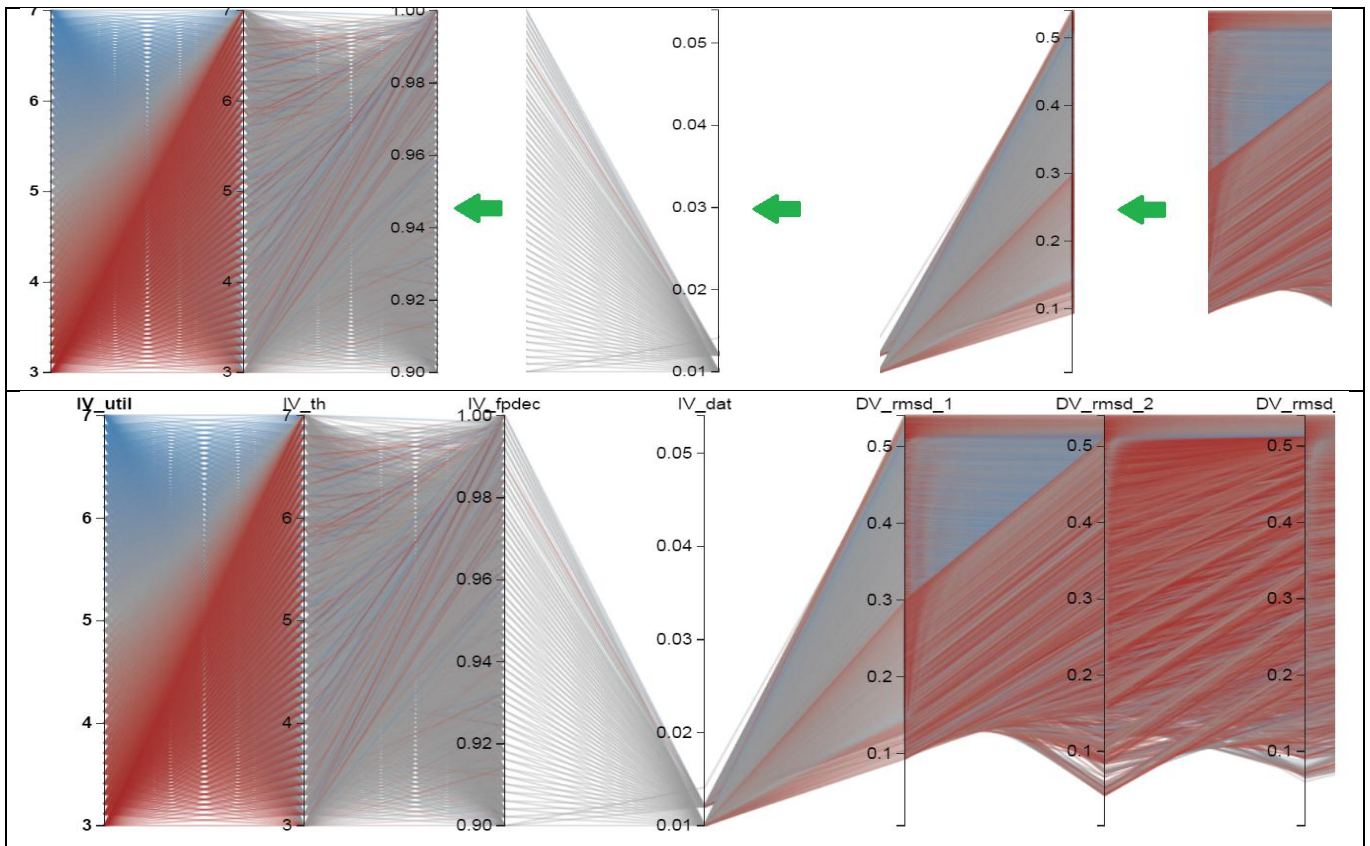 7 7 1.00
0.05 0.5
6 6 0.98
0.04 0.4
0.96
5 5 0.03 0.3
0.94
4 4 0.02 0.2
0.92 0.1
3 3 0.90 0.01
IV_util IV_th IV_fpdec IV_dat DV_rmsd_1 DV_rmsd_2 DV_rmsd_
7 7 1.00
0.05 0.5 0.5 0.5
6 6 0.98 0.04 0.4 0.4 0.4
0.96
5 5 0.03 0.3 0.3 0.3
0.94
4 4 0.02 0.2 0.2 0.2
0.92 0.1 0.1 0.1
3 3 0.90 0.01